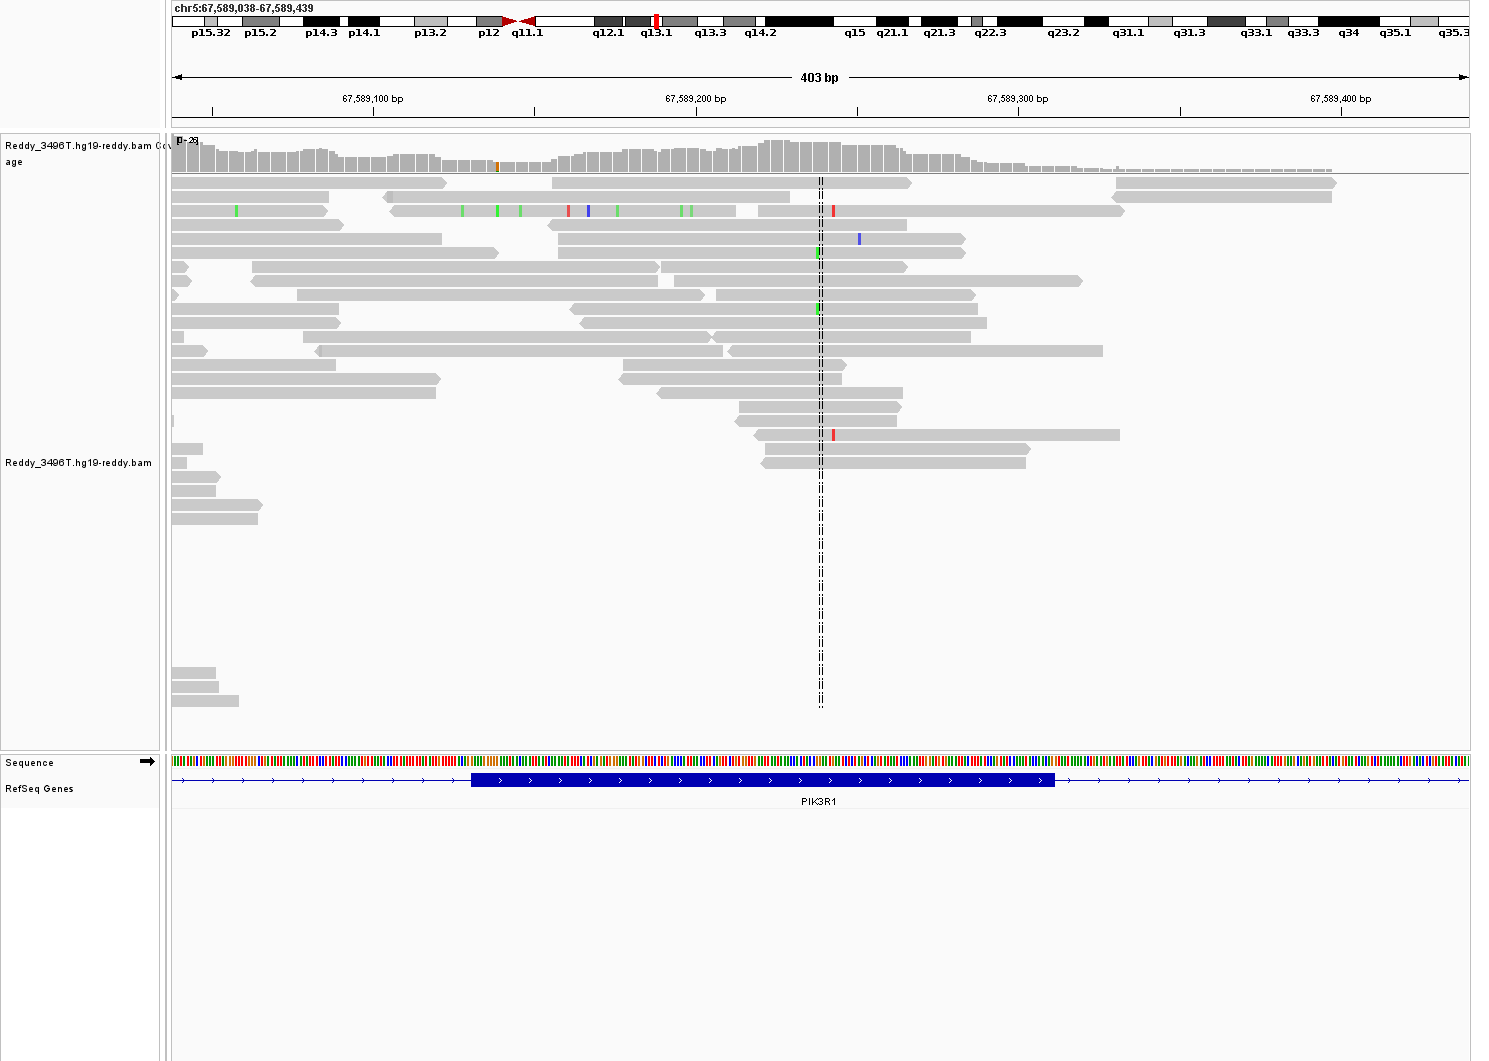 chr5:67,589,038-67,589,439
p15.32 p15.2 p14.3 p14.1 p13.2 p12 q11.1 q12.1 q13.1 q13.3 q14.2 q15 q21.1 q21.3 q22.3 q23.2 q31.1 q31.3 q33.1 q33.3 q34 q35.1 q35.3
403 bp
67,589,100 bp 67,589,200 bp 67,589,300 bp 67,589,400 bp
Reddy_3496T.hg19-reddy.bam Cov
age
Reddy_3496T.hg19-reddy.bam
Sequence
RefSeq Genes
PIK3R1